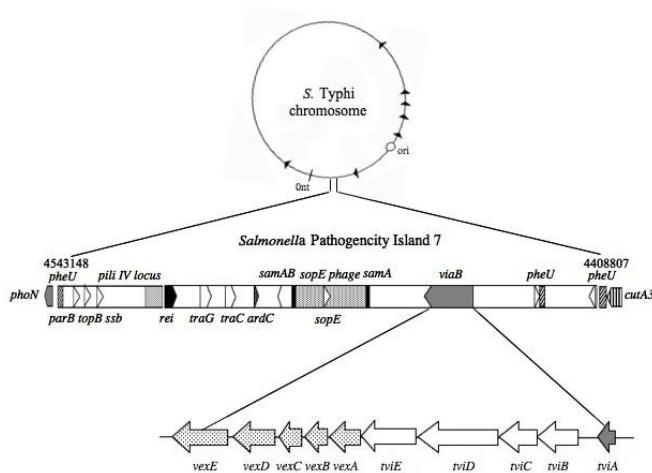 S. Typhi
chromosome
ori
0nt
Salmonella Pathogencity Island 7
4543148 4408807
pheU pili IV locus samAB sopE phage samA viaB pheU pheU
phoN cutA3
parB topB ssb rei traG traC ardC sopE
vexE vexD vexC vexB vexA tviE tviD tviC tviB tviA